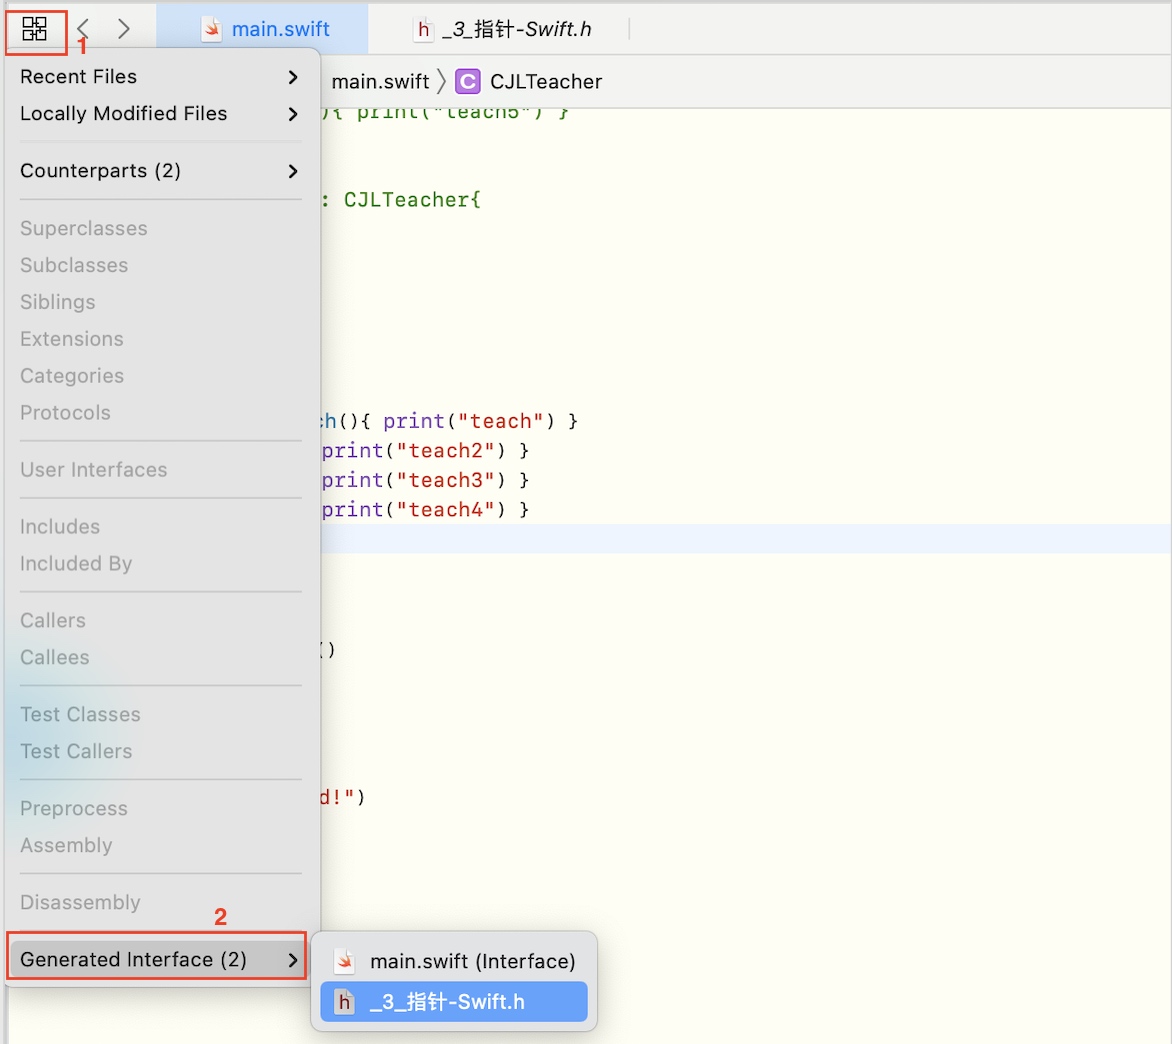 main.swift
_3_指针-Swift.h
1
main.swift 〉 C CJLTeacher
Recent Files
Locally Modified Files
Counterparts (2)
Superclasses
Subclasses
Siblings
Extensions
Categories
Protocols
User Interfaces
Includes
Included By
Callers
Callees
Test Classes
Test Callers
Preprocess
Assembly
Disassembly
2
Generated Interface (2)
main.swift (Interface)
h _3_指针-Swift.h
){ print("teach5") }
: CJLTeacher{
ch(){ print("teach") }
print("teach2") }
print("teach3") }
print("teach4") }
()
d!")